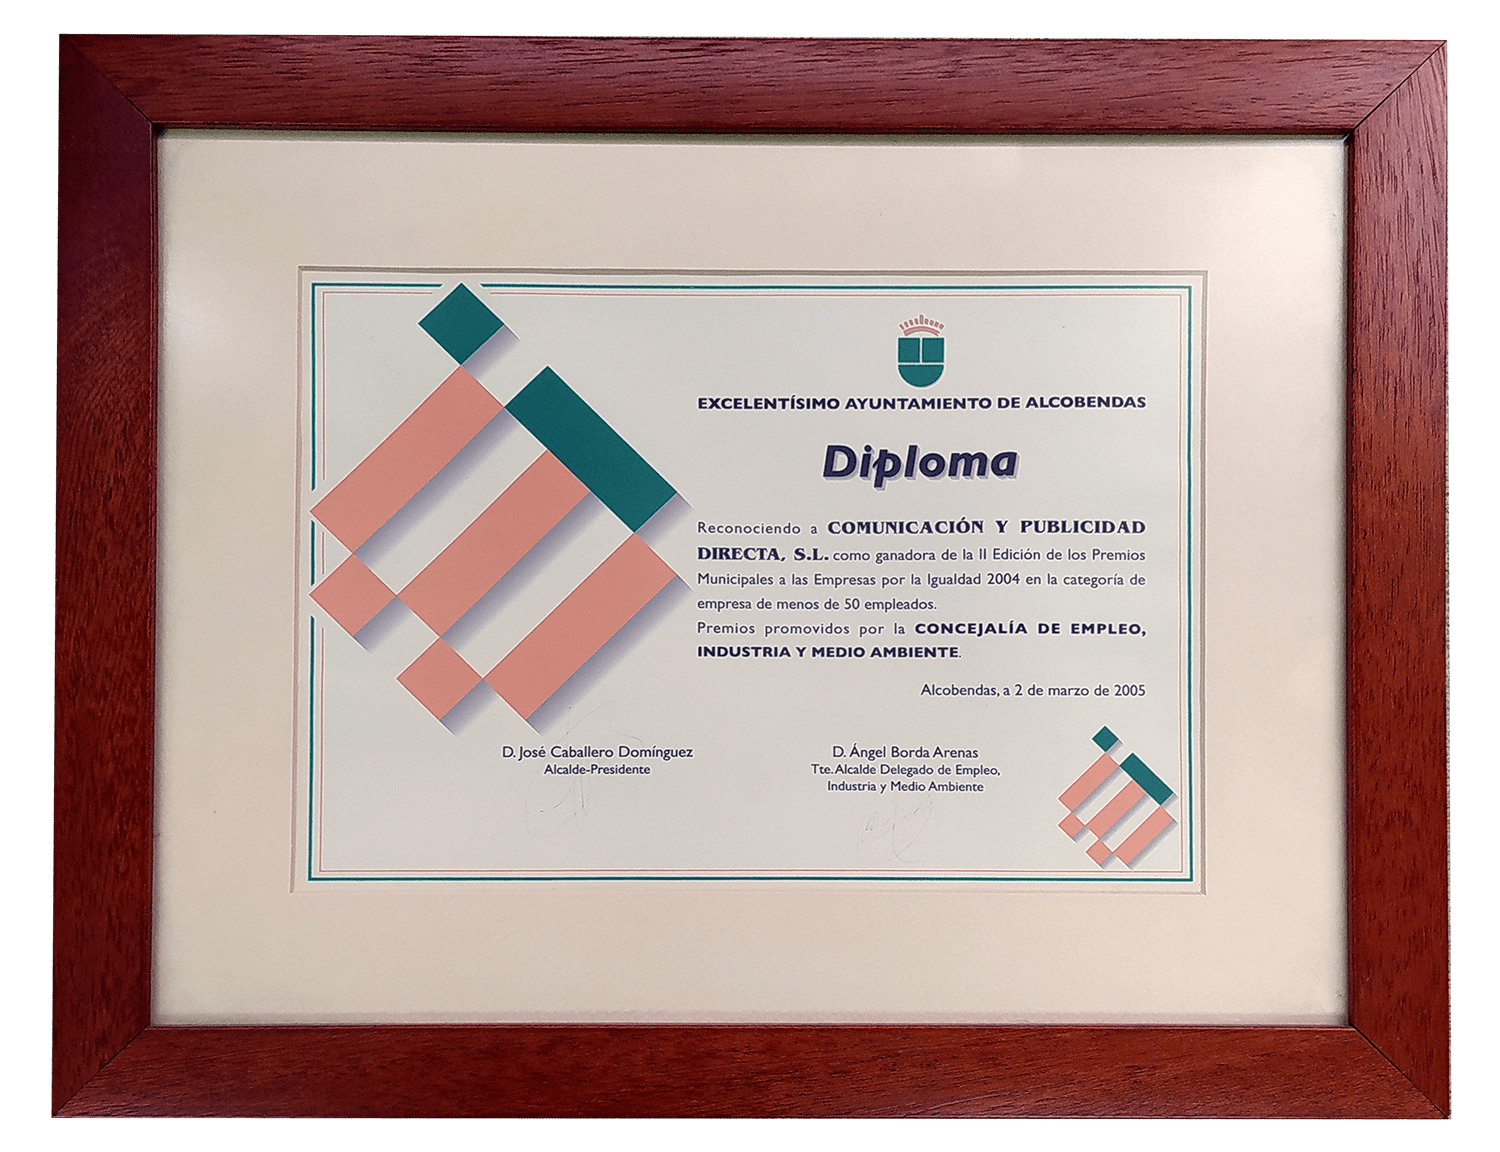 EXCELENTÍSIMO AYUNTAMIENTO DE ALCOBENDAS
Diploma
Reconociendo a COMUNICACIÓN Y PUBLICIDAD
DIRECTA, S.L. como ganadora de la II Edición de los Premios
Municipales a las Empresas por la Igualdad 2004 en la categoría de
empresa de menos de 50 empleados.
Premios promovidos por la CONCEJALÍA DE EMPLEO,
INDUSTRIA Y MEDIO AMBIENTE.
Alcobendas, a 2 de marzo de 2005
D. José Caballero Domínguez
Alcalde-Presidente
D. Ángel Borda Arenas
Tte. Alcalde Delegado de Empleo,
Industria y Medio Ambiente